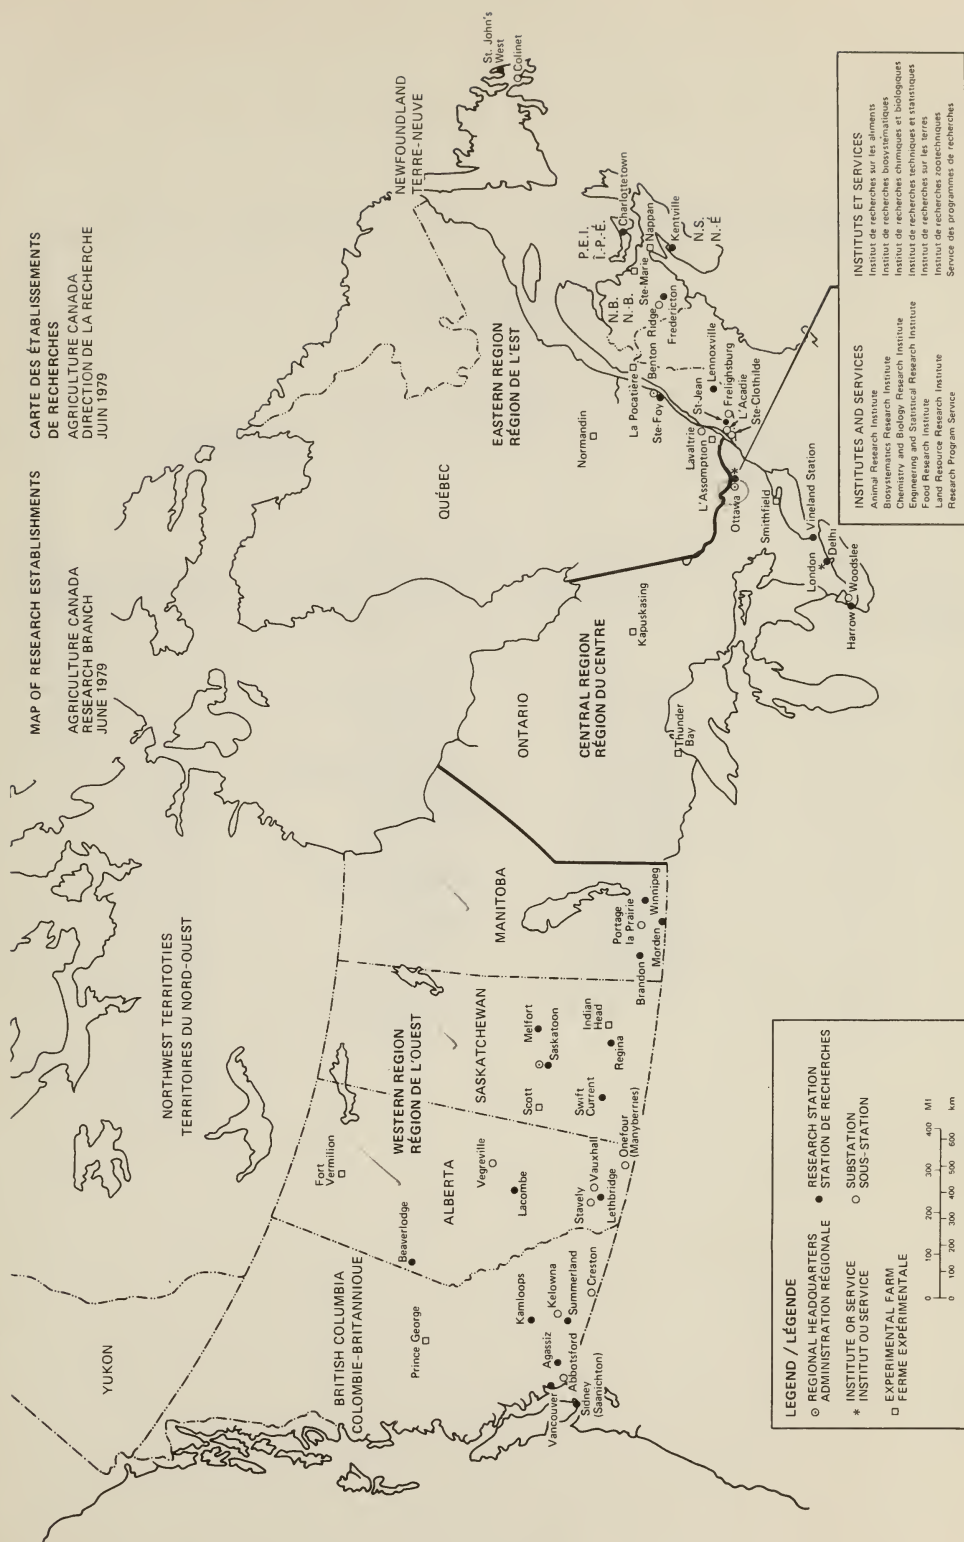 MAP OF RESEARCH ESTABLISHMENTS
AGRICULTURE CANADA
RESEARCH BRANCH
JUNE 1979
CARTE DES ÉTABLISSEMENTS
DE RECHERCHES
AGRICULTURE CANADA
DIRECTION DE LA RECHERCHE
JUIN 1979
YUKON
NORTHWEST TERRITOTIES
TERRITOIRES DU NORD-OUEST
BRITISH COLUMBIA
COLOMBIE-BRITANNIQUE
Prince George
Kamloops
Kelowna
Summerland
Creston
Agassiz
Abbotsford
Vancouver
Sidney
(Saanichton)
WESTERN REGION
RÉGION DE L'OUEST
ALBERTA
Fort
Vermilion
Beaverlodge
Vegreville
Lacombe
Stavely
Vauxhall
Lethbridge
Onefour
(Manyberries)
SASKATCHEWAN
Melfort
Saskatoon
Scott
Swift
Current
Indian
Head
Regina
MANITOBA
Portage
la Prairie
Brandon
Morden
Winnipeg
ONTARIO
CENTRAL REGION
RÉGION DU CENTRE
Kapuskasing
Thunder
Bay
Ottawa
Smithfield
Vineland Station
London
Delhi
Woodslee
Harrow
QUÉBEC
EASTERN REGION
RÉGION DE L'EST
Normandin
La Pocatière
Ste-Foy
Lavaltrie
L'Assomption
St-Jean
Lennoxville
Frelighsburg
L'Acadie
Ste-Clothilde
NEWFOUNDLAND
TERRE-NEUVE
St. John's
West
Colinet
P.E.I.
Î.-P.-É.
Charlottetown
N.B.
N.-B.
Ste-Marie
Benton Ridge
Fredericton
Nappan
Kentville
N.S.
N.-É
LEGEND / LÉGENDE
REGIONAL HEADQUARTERS
ADMINISTRATION RÉGIONALE
INSTITUTE OR SERVICE
INSTITUT OU SERVICE
EXPERIMENTAL FARM
FERME EXPÉRIMENTALE
RESEARCH STATION
STATION DE RECHERCHES
SUBSTATION
SOUS-STATION
0 100 200 300 400 MI
0 100 200 300 400 500 600 km
INSTITUTES AND SERVICES
Animal Research Institute
Biosystematics Research Institute
Chemistry and Biology Research Institute
Engineering and Statistical Research Institute
Food Research Institute
Land Resource Research Institute
Research Program Service
INSTITUTS ET SERVICES
Institut de recherches sur les aliments
Institut de recherches biosystématiques
Institut de recherches chimiques et biologiques
Institut de recherches techniques et statistiques
Institut de recherches sur les terres
Institut de recherches zootechniques
Service des programmes de recherches